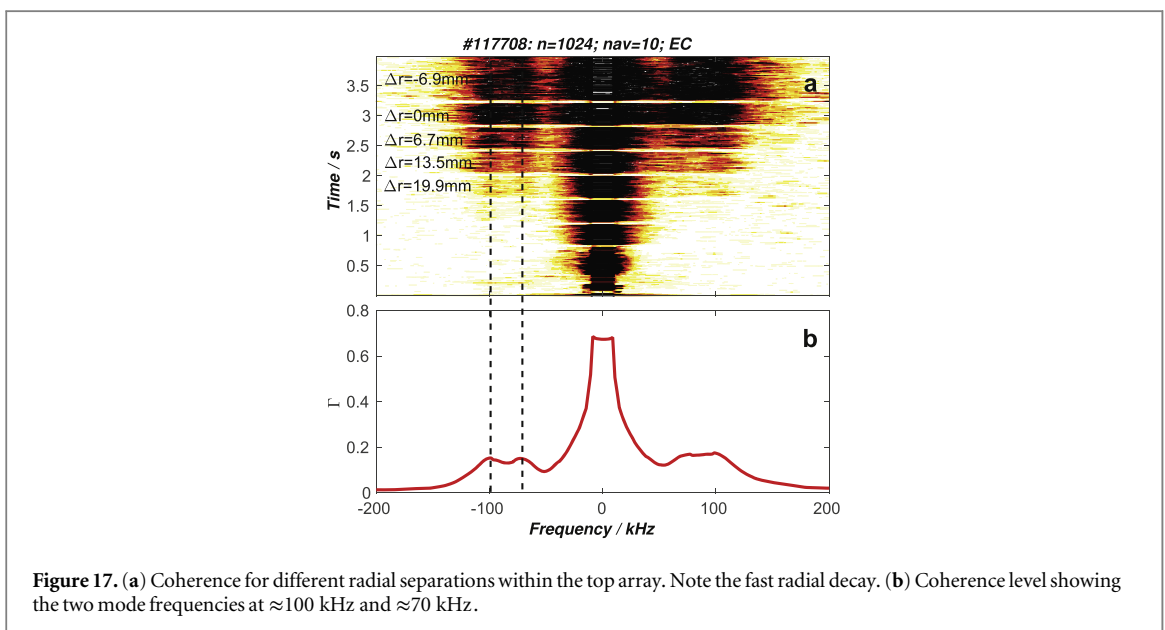 #117708: n=1024; nav=10; EC
a
Δr=-6.9mm
Δr=0mm
Δr=6.7mm
Δr=13.5mm
Δr=19.9mm
3.5
3
2.5
2
1.5
1
0.5
Time / s
b
0.8
0.6
0.4
0.2
0
Γ
-200 -100 0 100 200
Frequency / kHz
Figure 17. (a) Coherence for different radial separations within the top array. Note the fast radial decay. (b) Coherence level showing
the two mode frequencies at ≈100 kHz and ≈70 kHz.